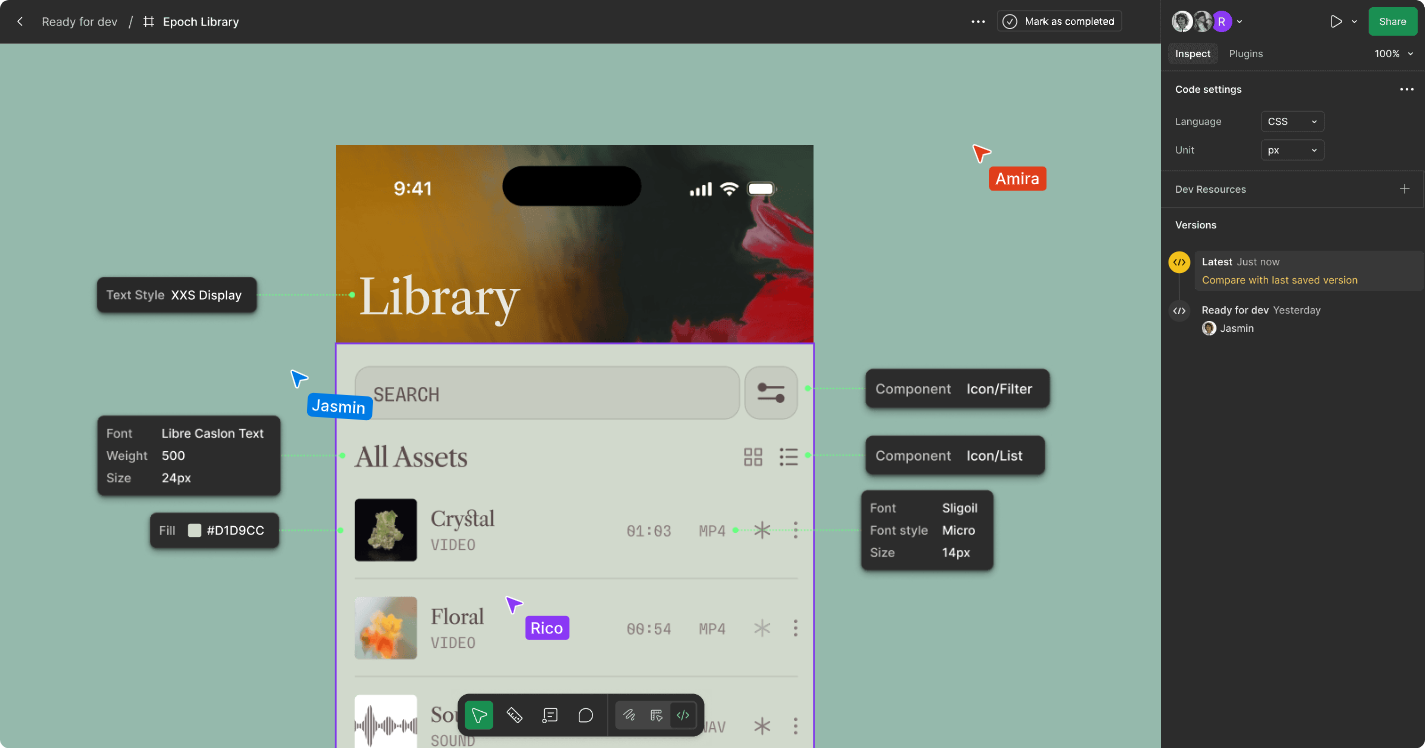 Ready for dev / Epoch Library
Mark as completed
R
Share
Inspect Plugins 100%
Code settings
Language CSS
Unit px
Dev Resources
Versions
Latest Just now
Compare with last saved version
Ready for dev Yesterday
Jasmin
9:41
Amira
Library
Text Style XXS Display
Jasmin
SEARCH
Component Icon/Filter
Font Libre Caslon Text
Weight 500
Size 24px
All Assets
Component Icon/List
Fill #D1D9CC
Crystal
VIDEO
01:03 MP4
Font Sligoil
Font style Micro
Size 14px
Floral
VIDEO
00:54 MP4
Rico
SOUND